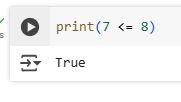 print(7 <= 8)
True